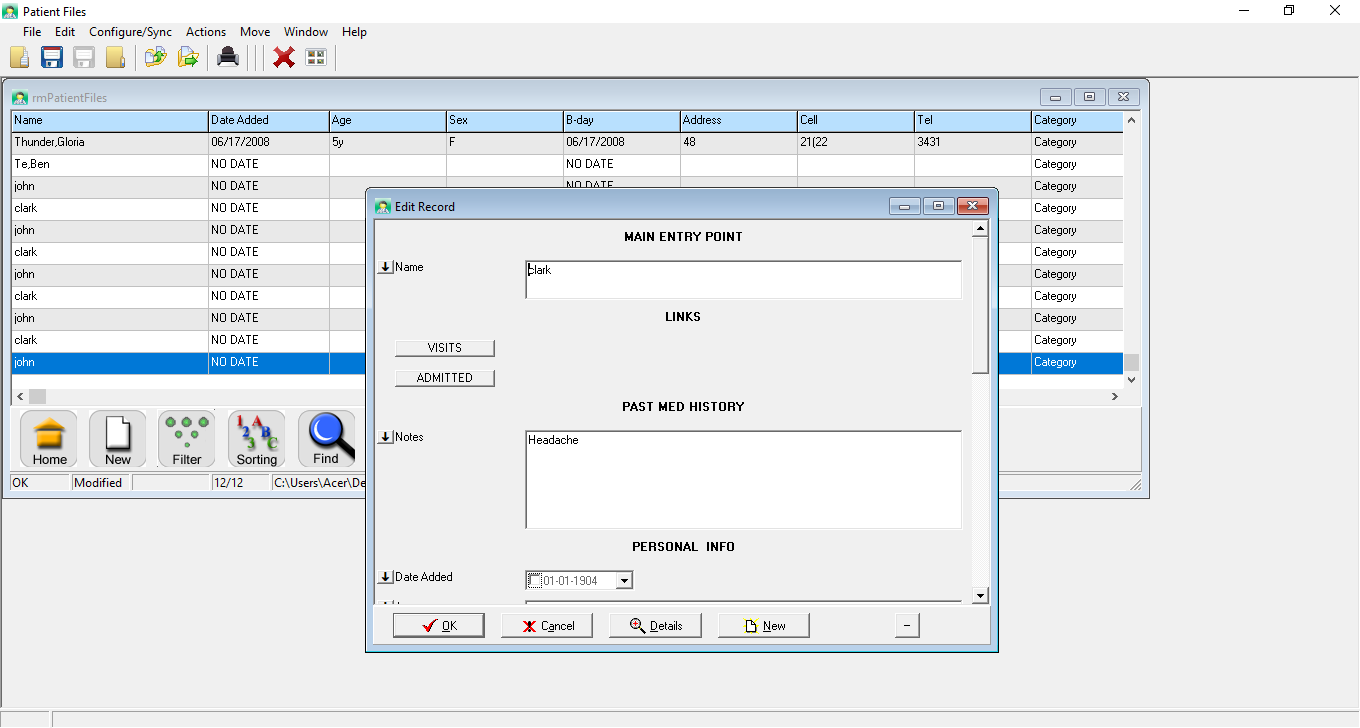 Patient Files
File Edit Configure/Sync Actions Move Window Help
rmPatientFiles
Name Date Added Age Sex B-day Address Cell Tel Category
Thunder,Gloria 06/17/2008 5y F 06/17/2008 48 21(22 3431 Category
Te,Ben NO DATE NO DATE Category
john NO DATE NO DATE Category
clark NO DATE Category
john NO DATE Category
clark NO DATE Category
john NO DATE Category
clark NO DATE Category
john NO DATE Category
clark NO DATE Category
john NO DATE Category
Home New Filter Sorting Find
OK Modified 12/12 C:\Users\Acer\De
Edit Record
MAIN ENTRY POINT
Name clark
LINKS
VISITS
ADMITTED
PAST MED HISTORY
Notes Headache
PERSONAL INFO
Date Added 01-01-1904
OK Cancel Details New –